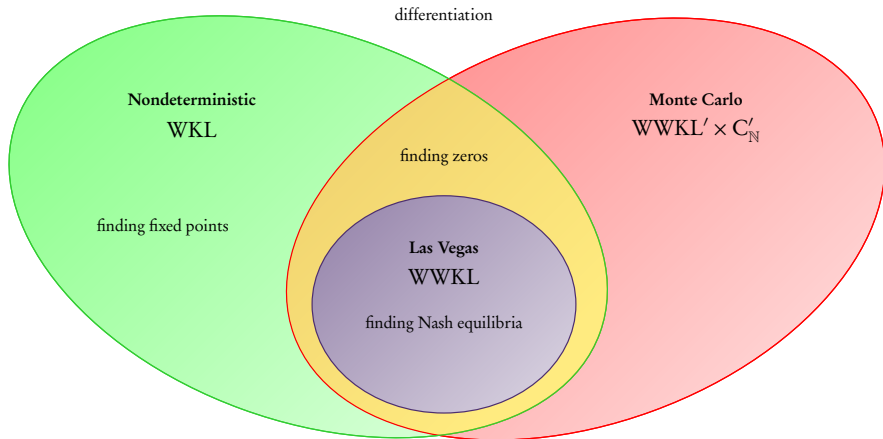 differentiation
Nondeterministic
WKL
Monte Carlo
WWKL′ × C′ℕ
finding zeros
finding fixed points
Las Vegas
WWKL
finding Nash equilibria